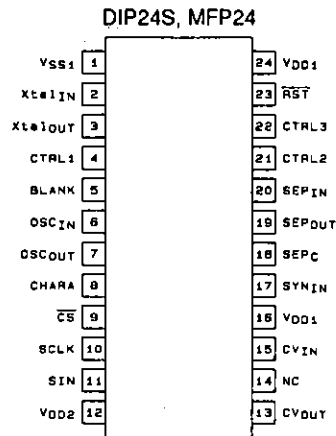 DIP24S, MFP24
VSS1 1 24 VDD1
XtalIN 2 23 RST
XtalOUT 3 22 CTRL3
CTRL1 4 21 CTRL2
BLANK 5 20 SEPIN
OSCIN 6 19 SEPOUT
OSCOUT 7 18 SEPC
CHARA 8 17 SYNIN
CS 9 16 VDD1
SCLK 10 15 CVIN
SIN 11 14 NC
VDD2 12 13 CVOUT